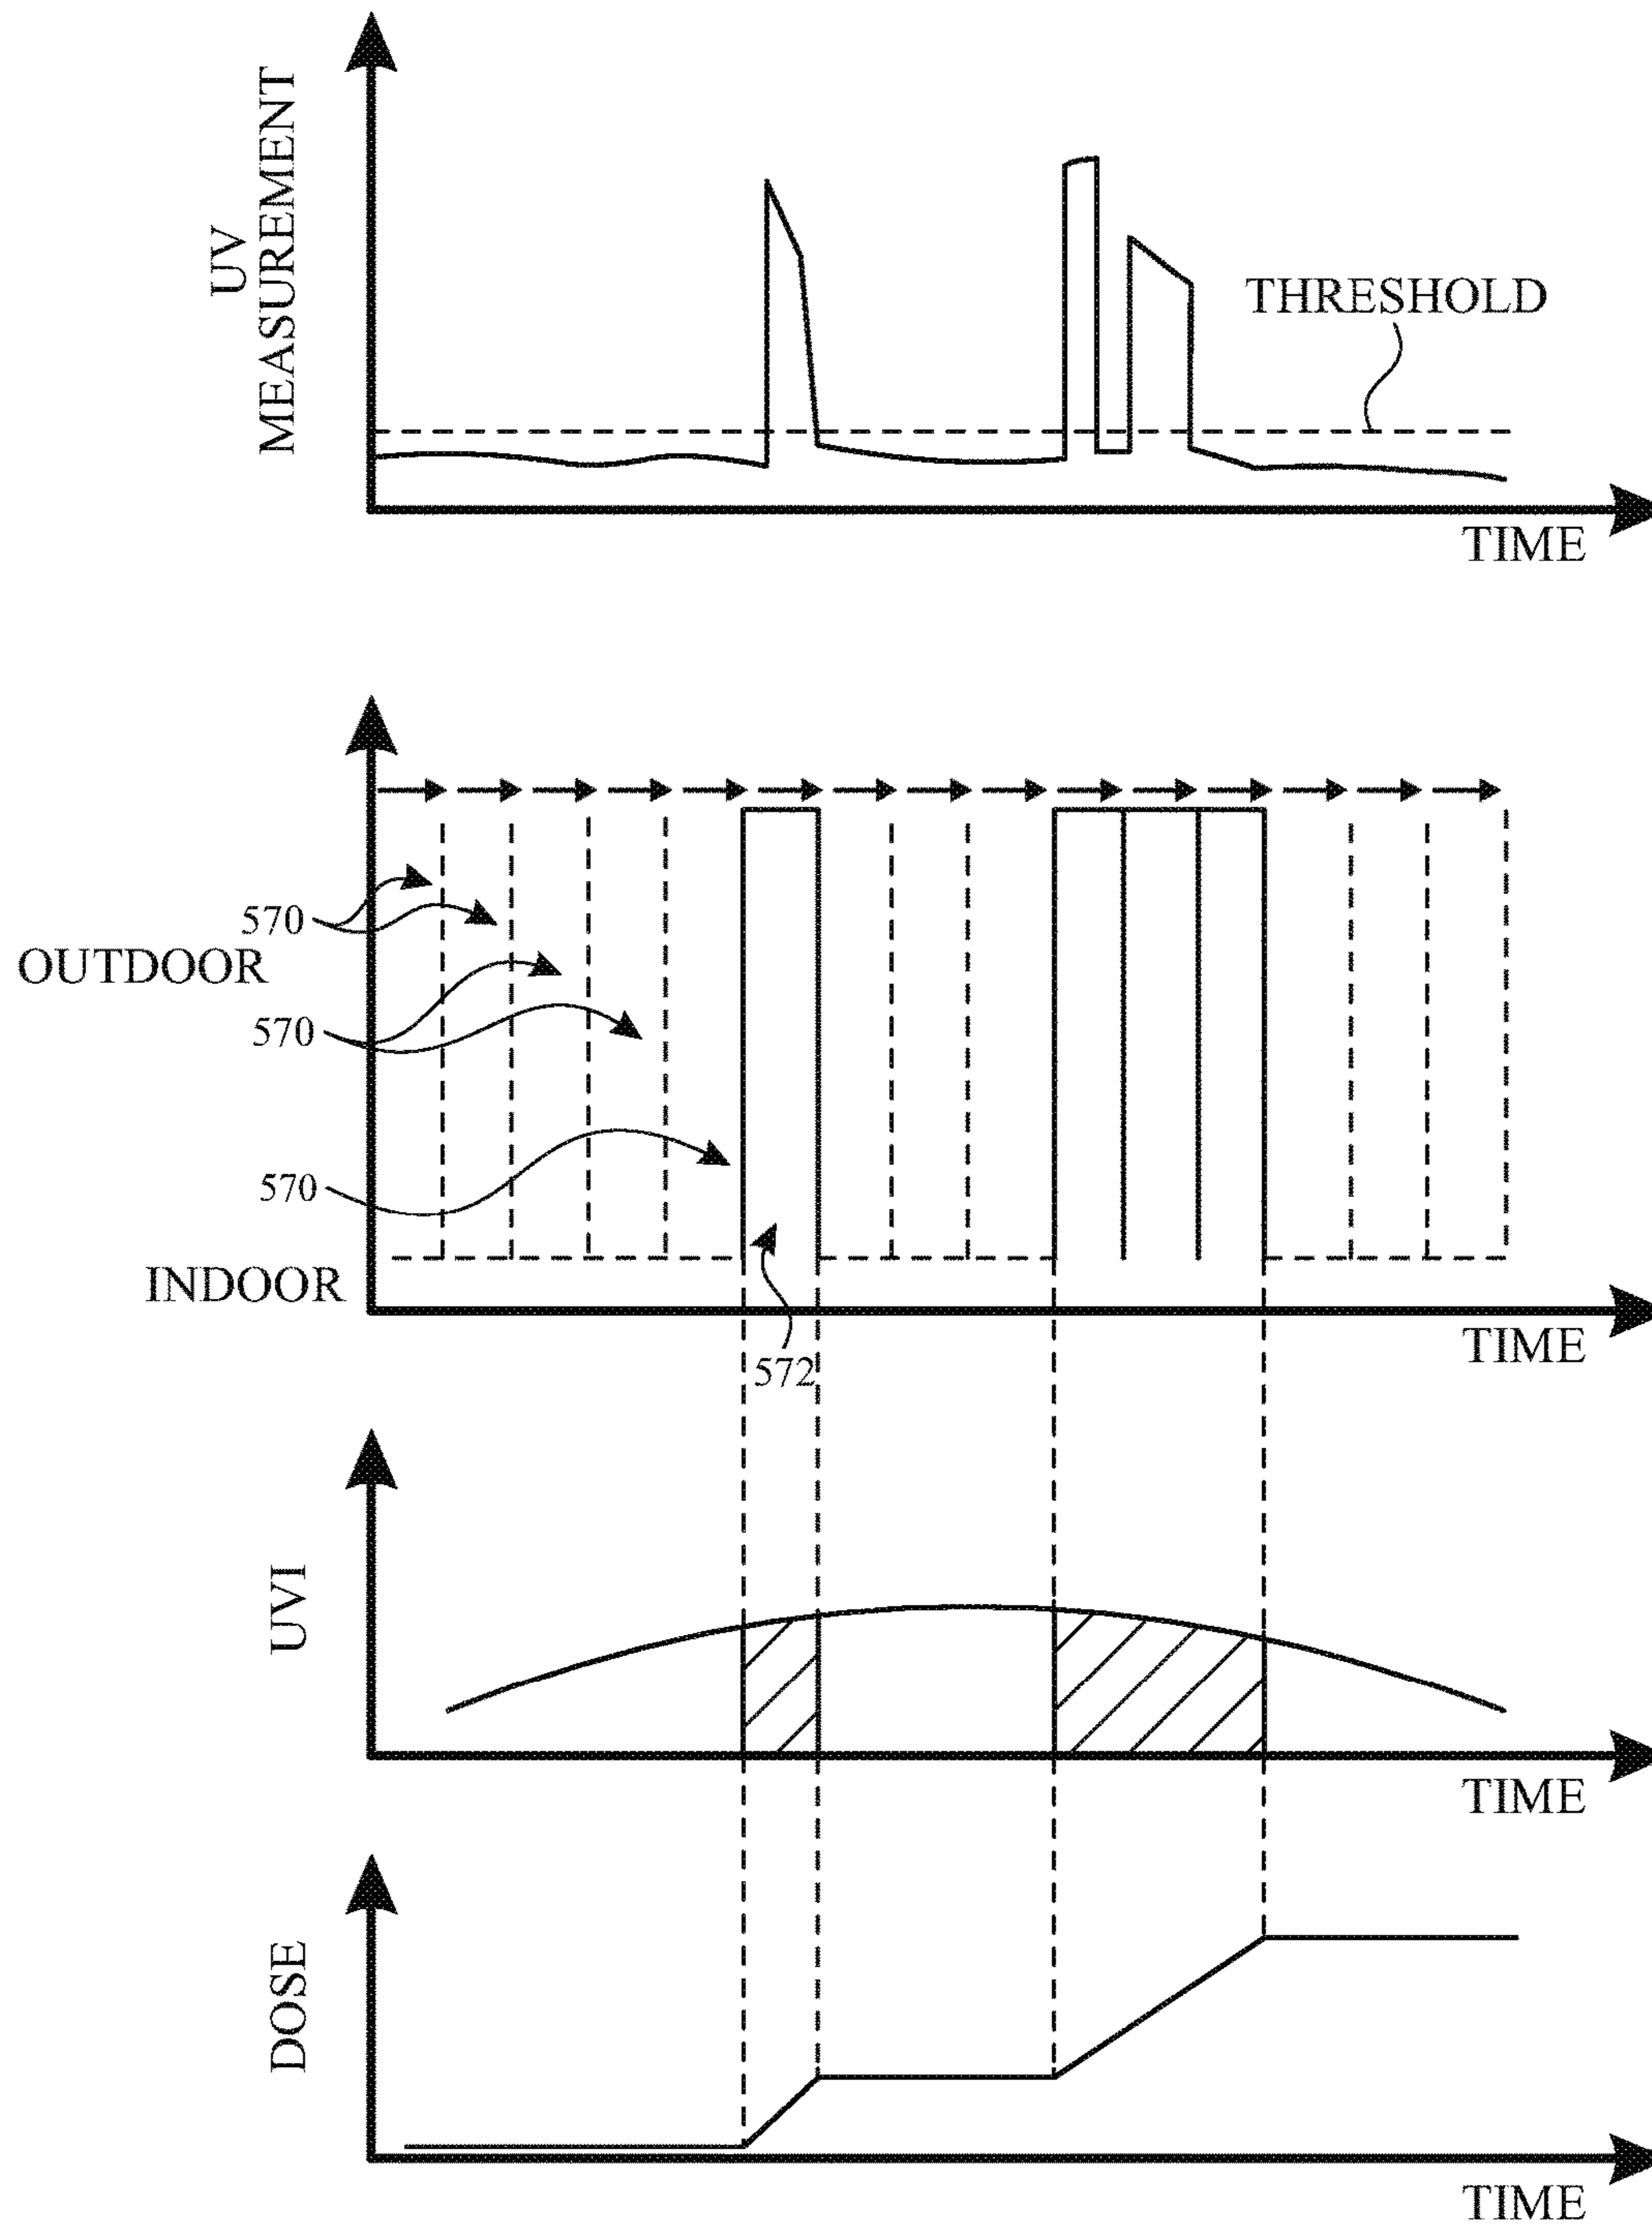 UV
MEASUREMENT
THRESHOLD
TIME
570
OUTDOOR
570
570
INDOOR
TIME
572
UVI
TIME
DOSE
TIME